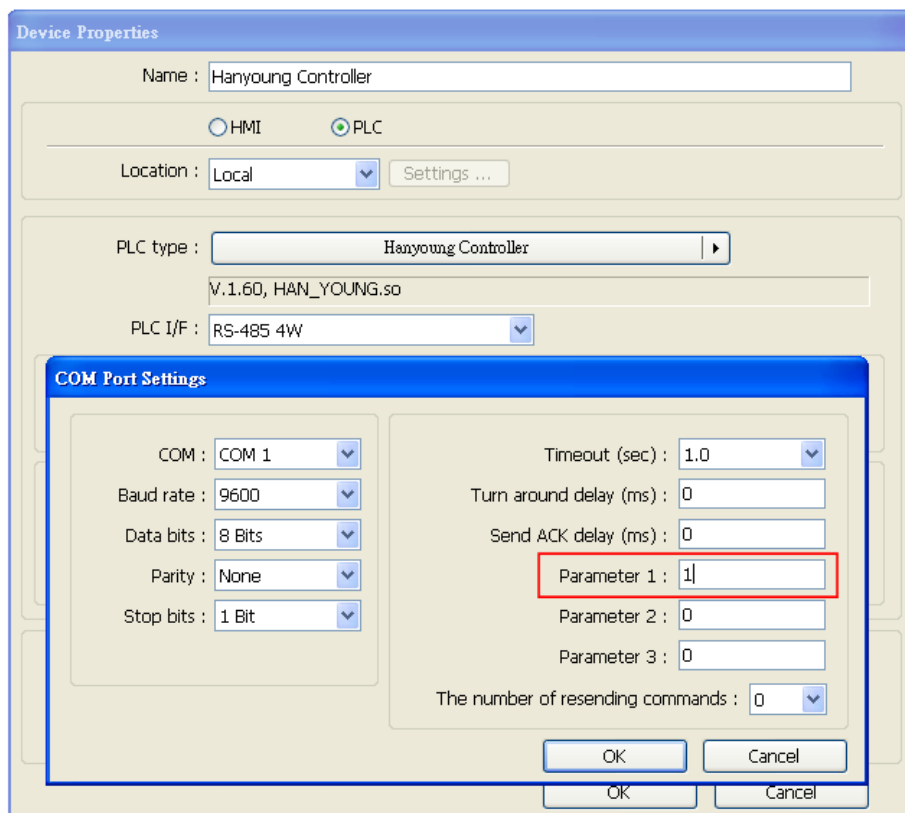 Device Properties
Name : Hanyoung Controller
HMI PLC
Location : Local Settings ...
PLC type : Hanyoung Controller
V.1.60, HAN_YOUNG.so
PLC I/F : RS-485 4W
COM Port Settings
COM : COM 1 Timeout (sec) : 1.0
Baud rate : 9600 Turn around delay (ms) : 0
Data bits : 8 Bits Send ACK delay (ms) : 0
Parity : None Parameter 1 : 1
Stop bits : 1 Bit Parameter 2 : 0
Parameter 3 : 0
The number of resending commands : 0
OK Cancel
OK Cancel